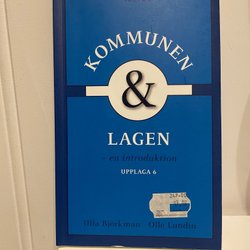 KOMMUNEN
&
LAGEN
– en introduktion
UPPLAGA 6
Ulla Björkman Olle Lundin